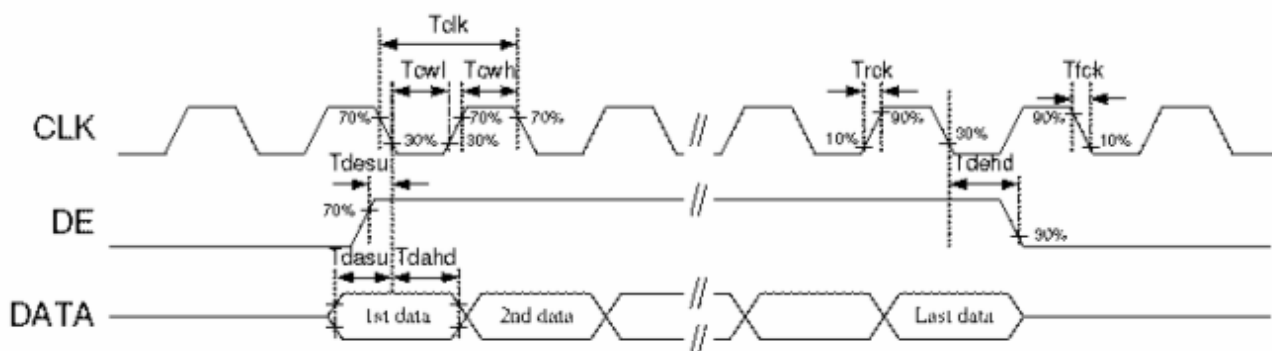 Tclk
Tcwl Tcwh Trck Tfck
CLK 70% 70% 70% 90% 30% 90%
30% 30% 10% 10%
Tdesu Tdehd
DE 70% 30%
Tdasu Tdahd
DATA 1st data 2nd data Last data